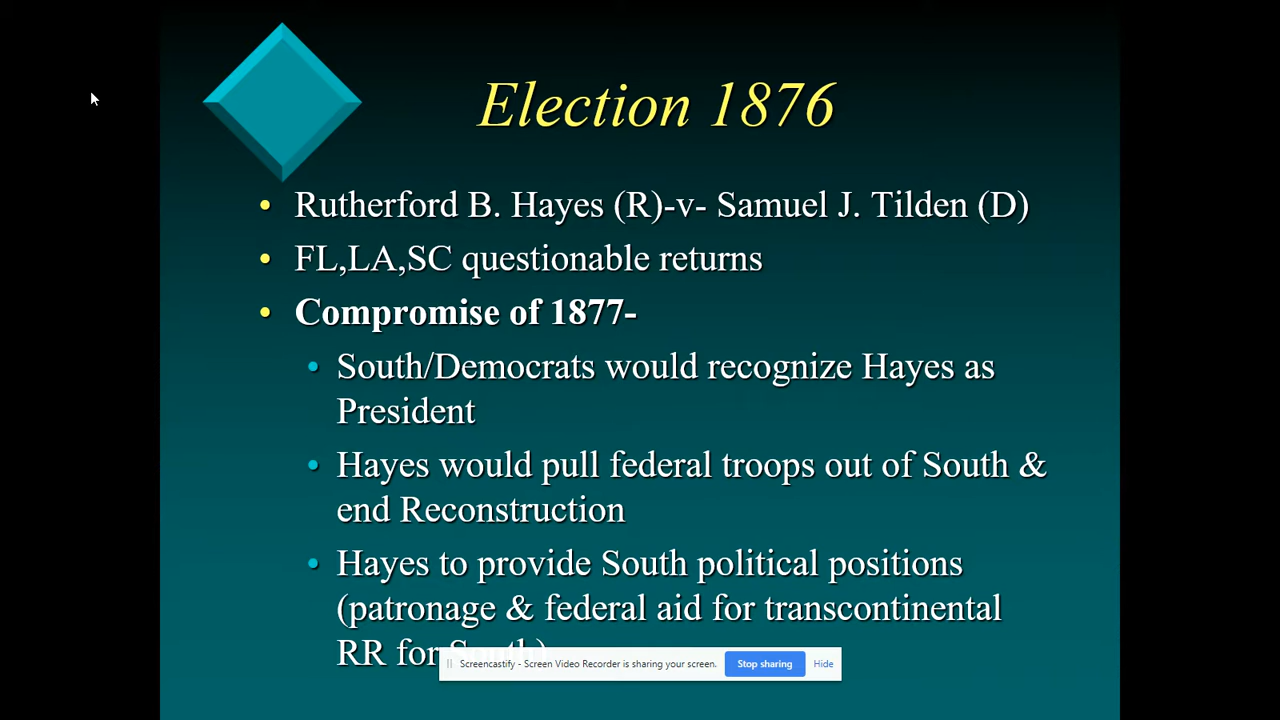 Election 1876
• Rutherford B. Hayes (R)-v- Samuel J. Tilden (D)
• FL,LA,SC questionable returns
• Compromise of 1877-
• South/Democrats would recognize Hayes as
President
• Hayes would pull federal troops out of South &
end Reconstruction
• Hayes to provide South political positions
(patronage & federal aid for transcontinental
RR for South)
Screencastify - Screen Video Recorder is sharing your screen. Stop sharing Hide